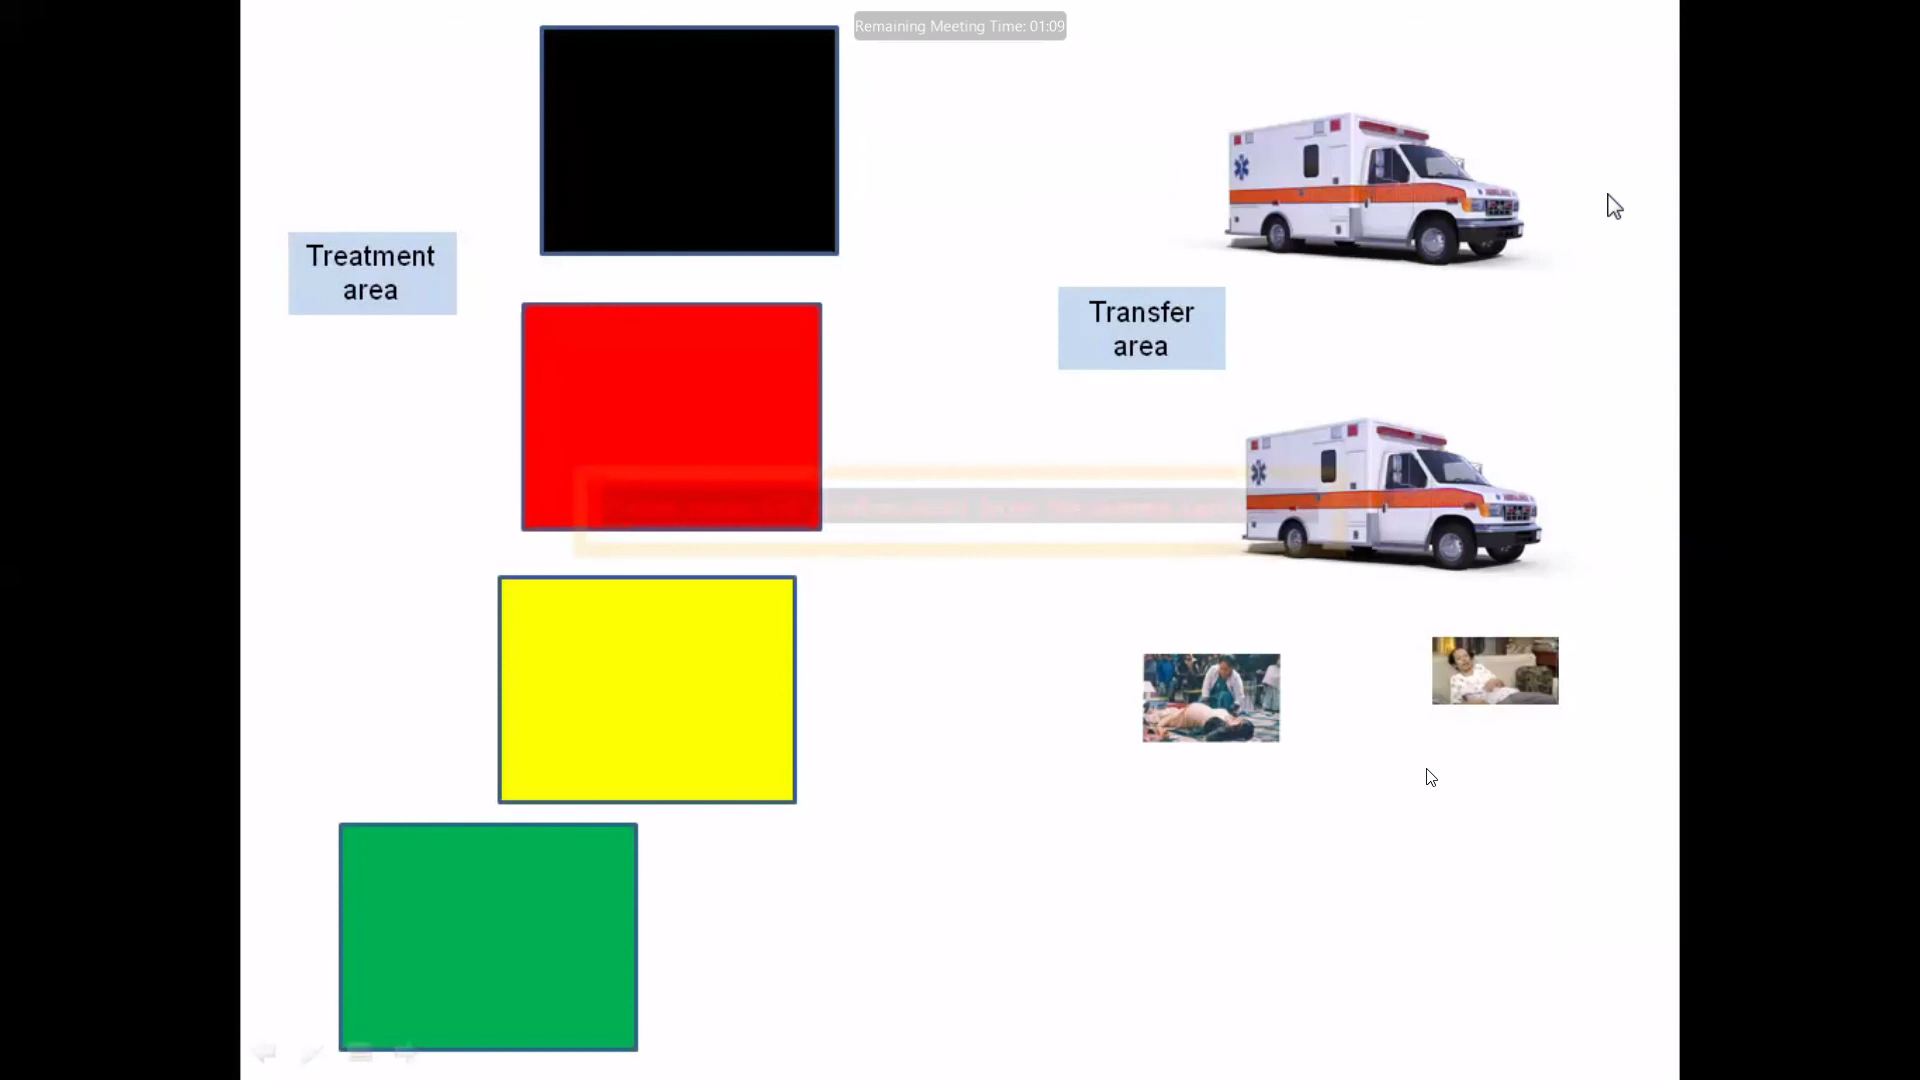 Remaining Meeting Time: 01:09
Treatment
area
Transfer
area